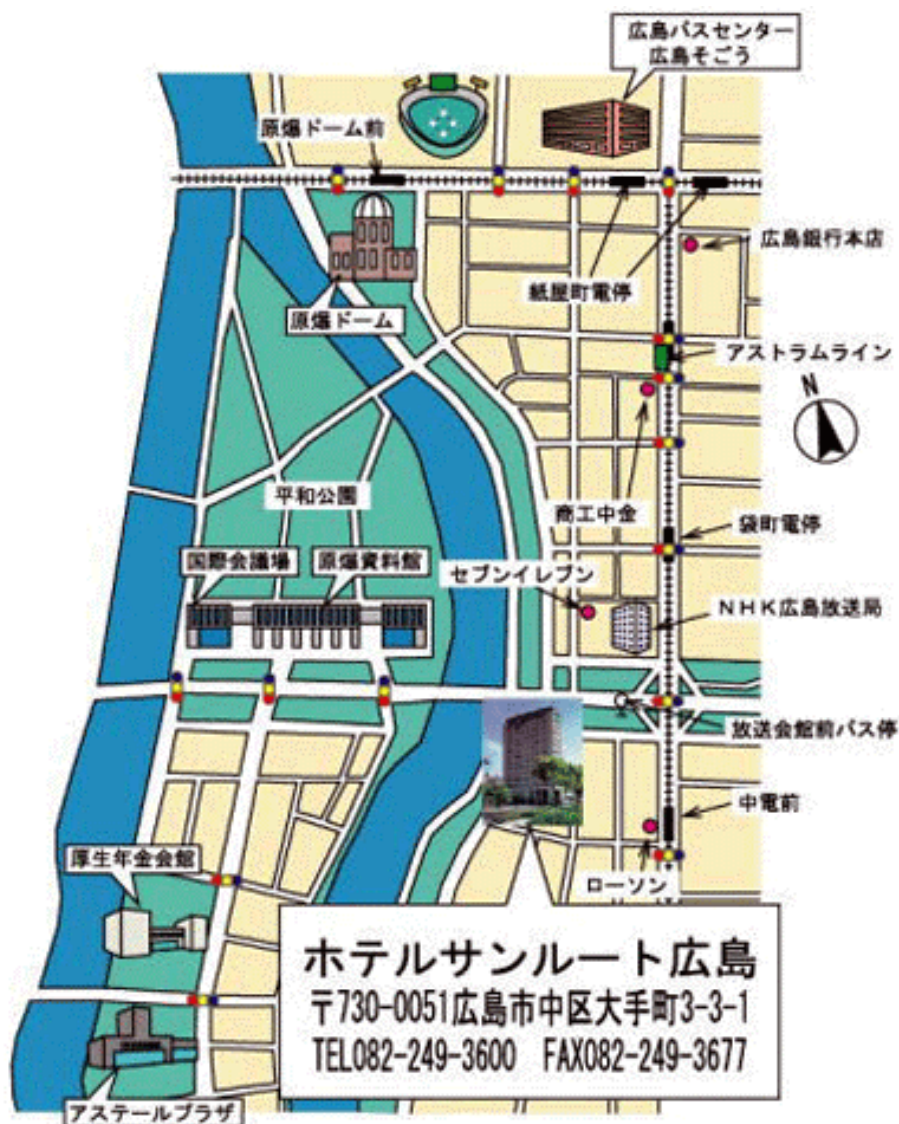 広島バスセンター
広島そごう
原爆ドーム前
広島銀行本店
紙屋町電停
原爆ドーム
アストラムライン
N
平和公園
商工中金
袋町電停
国際会議場
原爆資料館
セブンイレブン
NHK広島放送局
放送会館前バス停
中電前
厚生年金会館
ローソン
ホテルサンルート広島
〒730-0051広島市中区大手町3-3-1
TEL082-249-3600 FAX082-249-3677
アステールプラザ